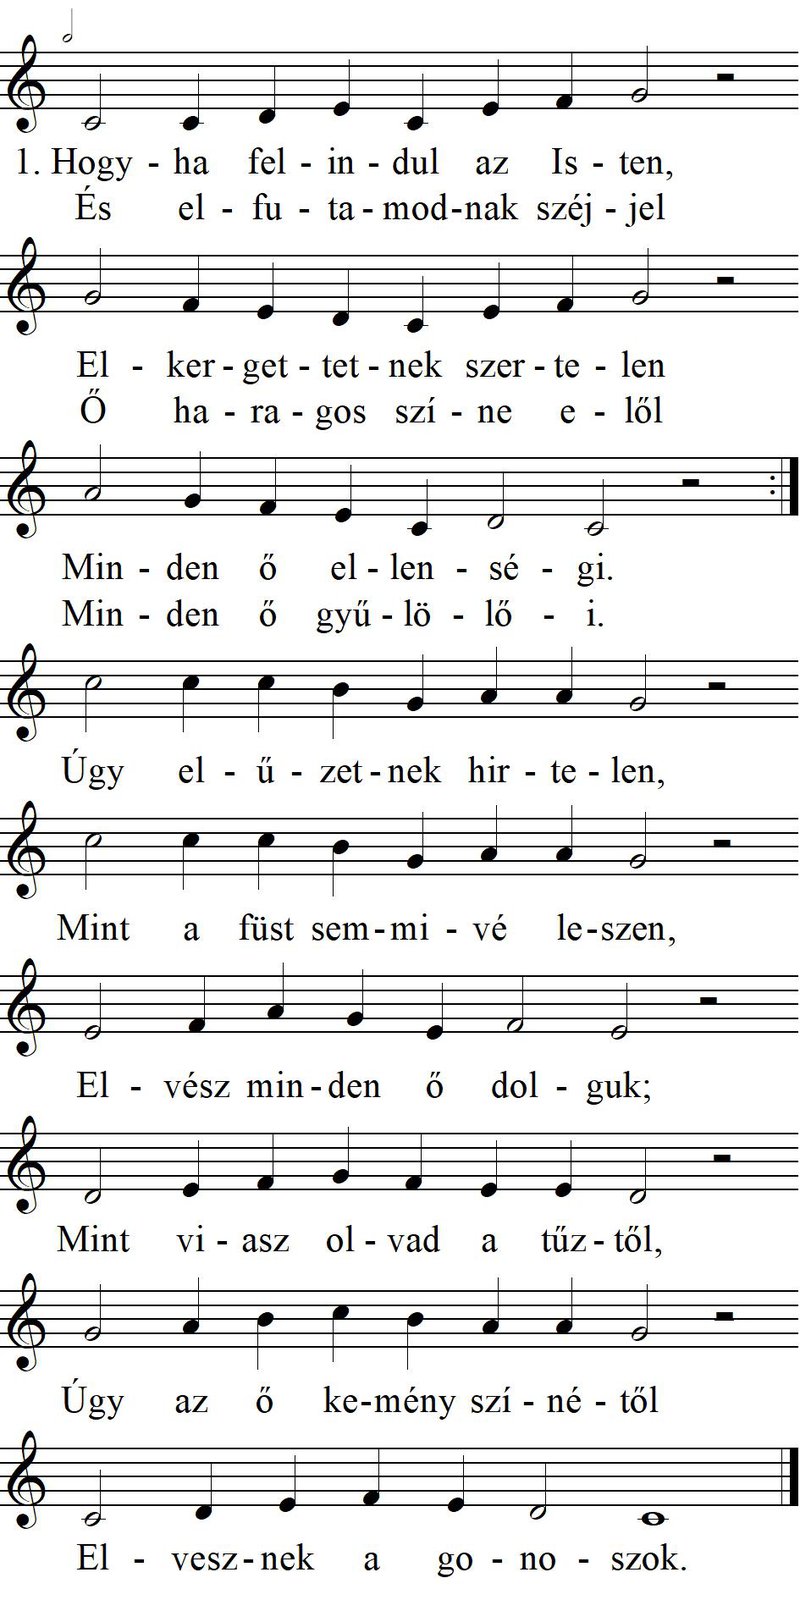 1. Hogy - ha fel - in - dul az Is - ten,
És el - fu - ta - mod-nak széj - jel
El - ker - get - tet - nek szer - te - len
Ő ha - ra - gos szí - ne e - lől
Min - den ő el - len - sé - gi.
Min - den ő gyű - lö - lő - i.
Úgy el - ű - zet - nek hir - te - len,
Mint a füst sem - mi - vé le-szen,
El - vész min - den ő dol - guk;
Mint vi - asz ol - vad a tűz - től,
Úgy az ő ke-mény szí - né - től
El - vesz - nek a go - no - szok.